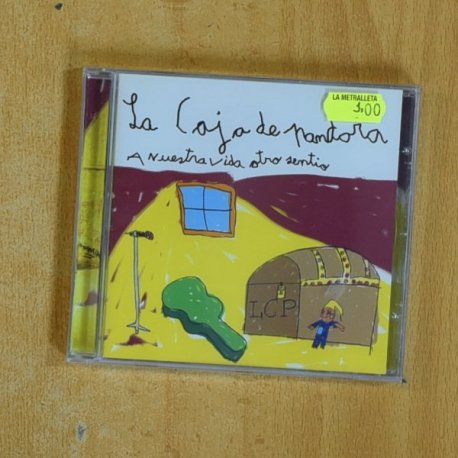 LA METRALLETA
1,00
La Caja de pandora
A nuestra vida otro sentio
LCP